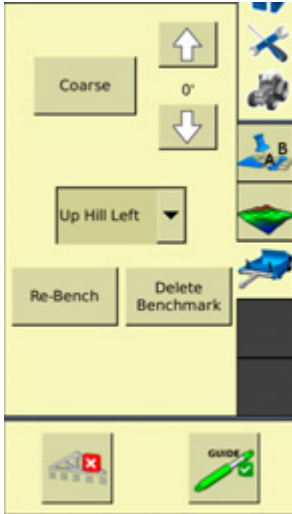 Coarse
0'
A B
Up Hill Left
Re-Bench
Delete
Benchmark
GUIDE